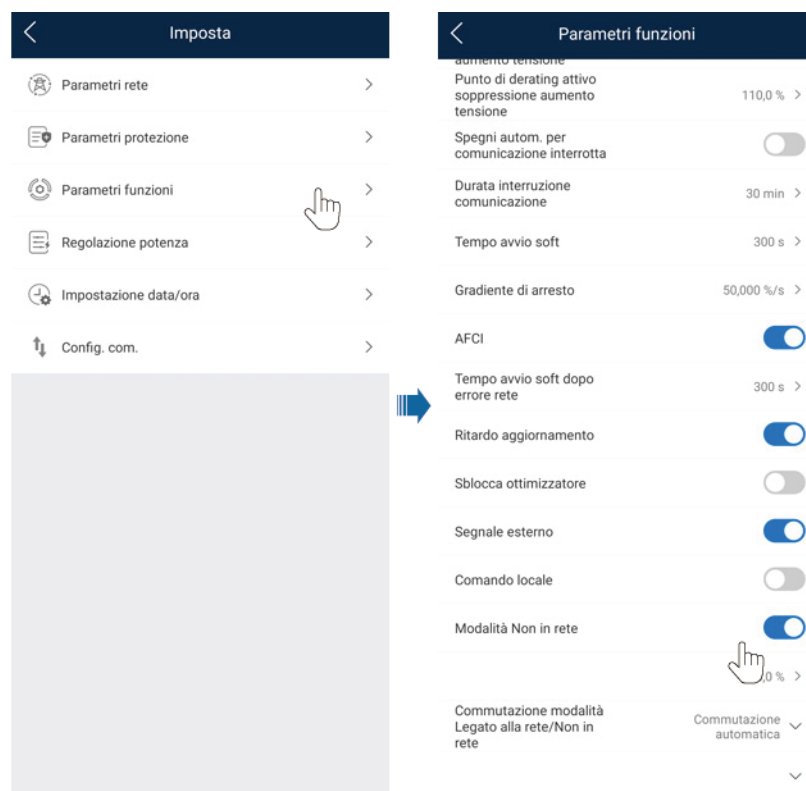 Imposta
Parametri rete
Parametri protezione
Parametri funzioni
Regolazione potenza
Impostazione data/ora
Config. com.
Parametri funzioni
aumento tensione
Punto di derating attivo
soppressione aumento
tensione
110,0 %
Spegni autom. per
comunicazione interrotta
Durata interruzione
comunicazione
30 min
Tempo avvio soft
300 s
Gradiente di arresto
50,000 %/s
AFCI
Tempo avvio soft dopo
errore rete
300 s
Ritardo aggiornamento
Sblocca ottimizzatore
Segnale esterno
Comando locale
Modalità Non in rete
,0 %
Commutazione modalità
Legato alla rete/Non in
rete
Commutazione
automatica